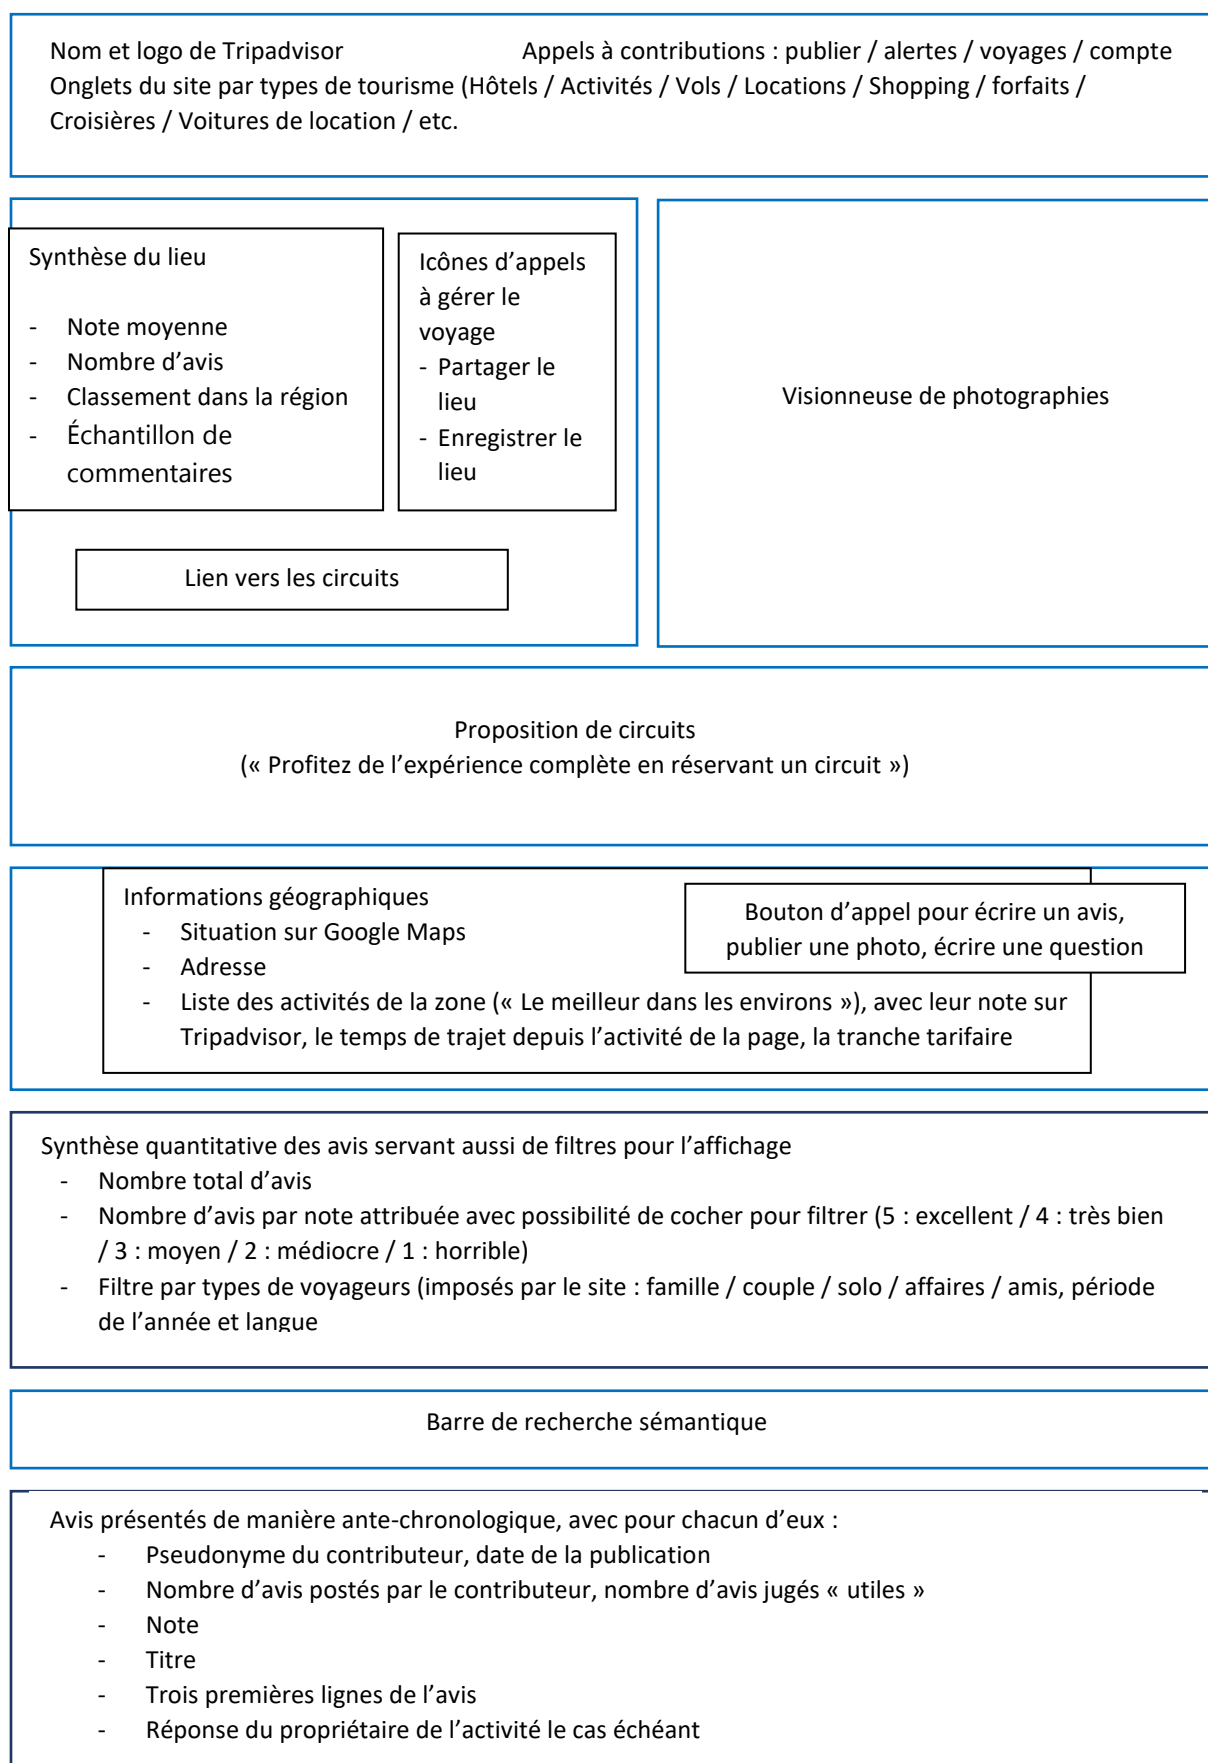 Nom et logo de Tripadvisor Appels à contributions : publier / alertes / voyages / compte
Onglets du site par types de tourisme (Hôtels / Activités / Vols / Locations / Shopping / forfaits /
Croisières / Voitures de location / etc.
Synthèse du lieu
- Note moyenne
- Nombre d’avis
- Classement dans la région
- Échantillon de
commentaires
Icônes d’appels
à gérer le
voyage
- Partager le
lieu
- Enregistrer le
lieu
Lien vers les circuits
Visionneuse de photographies
Proposition de circuits
(« Profitez de l’expérience complète en réservant un circuit »)
Informations géographiques
- Situation sur Google Maps
- Adresse
- Liste des activités de la zone (« Le meilleur dans les environs »), avec leur note sur
Tripadvisor, le temps de trajet depuis l’activité de la page, la tranche tarifaire
Bouton d’appel pour écrire un avis,
publier une photo, écrire une question
Synthèse quantitative des avis servant aussi de filtres pour l’affichage
- Nombre total d’avis
- Nombre d’avis par note attribuée avec possibilité de cocher pour filtrer (5 : excellent / 4 : très bien
/ 3 : moyen / 2 : médiocre / 1 : horrible)
- Filtre par types de voyageurs (imposés par le site : famille / couple / solo / affaires / amis, période
de l’année et langue
Barre de recherche sémantique
Avis présentés de manière ante-chronologique, avec pour chacun d’eux :
- Pseudonyme du contributeur, date de la publication
- Nombre d’avis postés par le contributeur, nombre d’avis jugés « utiles »
- Note
- Titre
- Trois premières lignes de l’avis
- Réponse du propriétaire de l’activité le cas échéant